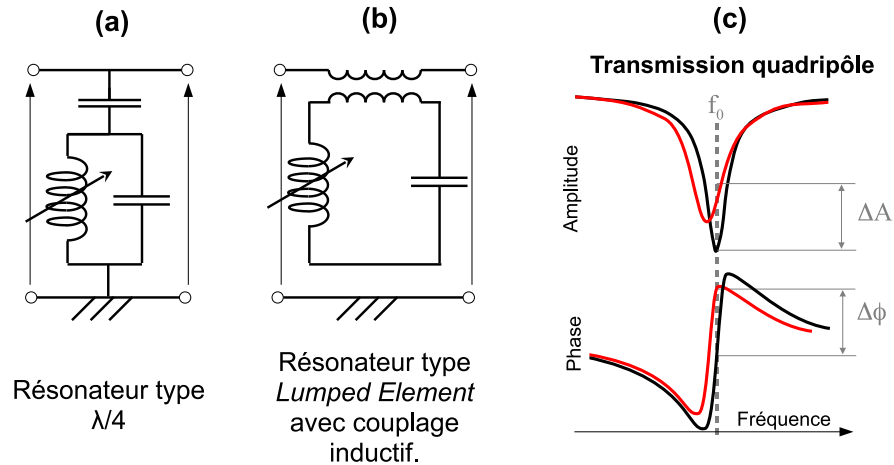 (a)
(b)
(c)
Transmission quadripôle
f₀
Amplitude
ΔA
Phase
Δϕ
Fréquence
Résonateur type
λ/4
Résonateur type
Lumped Element
avec couplage
inductif.